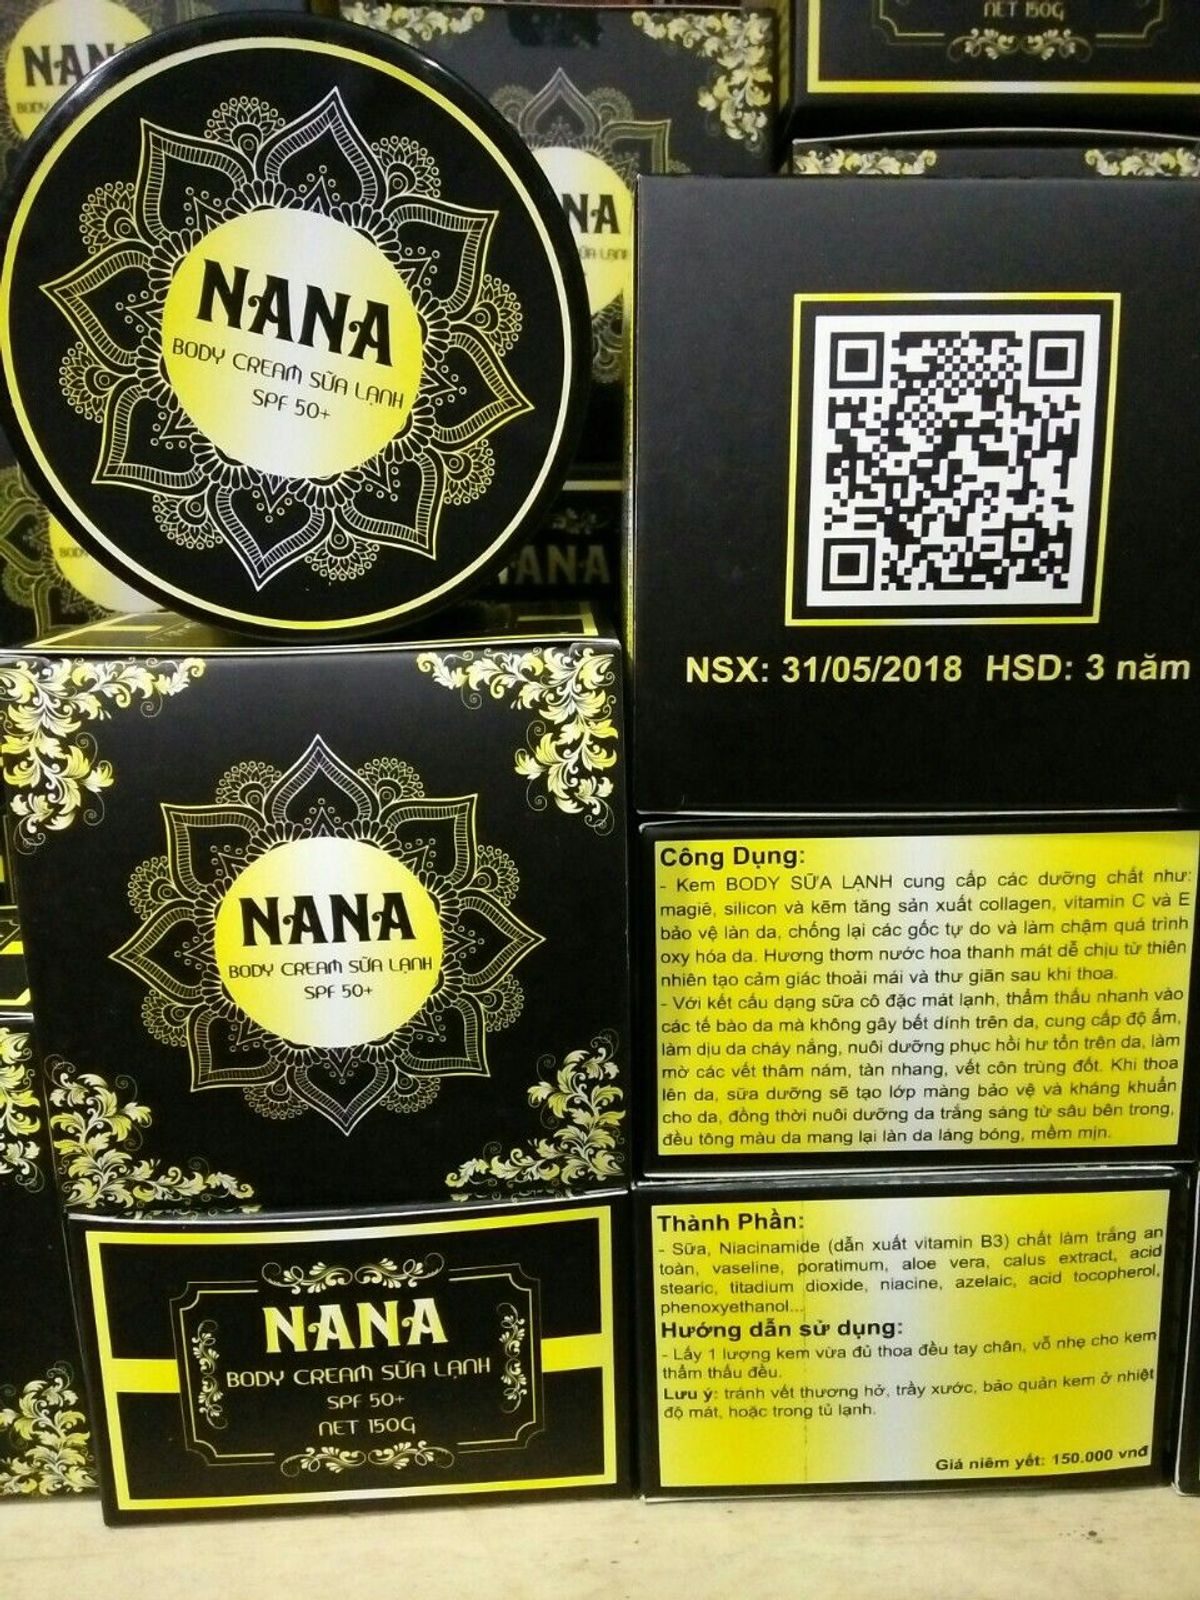 NANA
BODY CREAM SỮA LẠNH
SPF 50+
NET 150G
NSX: 31/05/2018 HSD: 3 năm
NANA
BODY CREAM SỮA LẠNH
SPF 50+
Công Dụng:
- Kem BODY SỮA LẠNH cung cấp các dưỡng chất như:
magiê, silicon và kẽm tăng sản xuất collagen, vitamin C và E
bảo vệ làn da, chống lại các gốc tự do và làm chậm quá trình
oxy hóa da. Hương thơm nước hoa thanh mát dễ chịu từ thiên
nhiên tạo cảm giác thoải mái và thư giãn sau khi thoa.
- Với kết cấu dạng sữa cô đặc mát lạnh, thẩm thấu nhanh vào
các tế bào da mà không gây bết dính trên da, cung cấp độ ẩm,
làm dịu da cháy nắng, nuôi dưỡng phục hồi hư tổn trên da, làm
mờ các vết thâm nám, tàn nhang, vết côn trùng đốt. Khi thoa
lên da, sữa dưỡng sẽ tạo lớp màng bảo vệ và kháng khuẩn
cho da, đồng thời nuôi dưỡng da trắng sáng từ sâu bên trong,
đều tông màu da mang lại làn da láng bóng, mềm mịn.
NANA
BODY CREAM SỮA LẠNH
SPF 50+
NET 150G
Thành Phần:
- Sữa, Niacinamide (dẫn xuất vitamin B3) chất làm trắng an
toàn, vaseline, poratimum, aloe vera, calus extract, acid
stearic, titadium dioxide, niacine, azelaic, acid tocopherol,
phenoxyethanol...
Hướng dẫn sử dụng:
- Lấy 1 lượng kem vừa đủ thoa đều tay chân, vỗ nhẹ cho kem
thẩm thấu đều.
Lưu ý: tránh vết thương hở, trầy xước, bảo quản kem ở nhiệt
độ mát, hoặc trong tủ lạnh.
Giá niêm yết: 150.000 vnđ
NANA